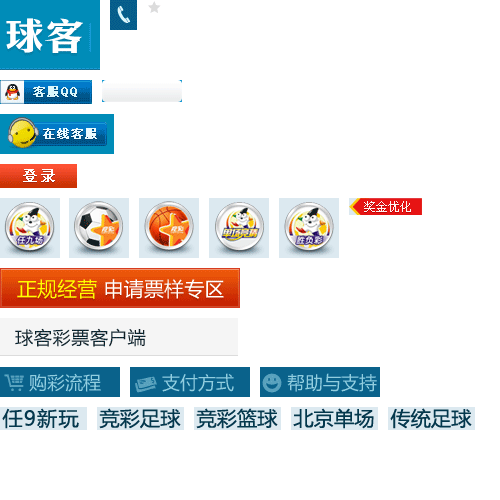 球客
客服QQ
在线客服
登录
任九场 竞彩 竞彩 单场竞猜 胜负彩 奖金优化
正规经营 申请票样专区
球客彩票客户端
购彩流程 支付方式 帮助与支持
任9新玩 竞彩足球 竞彩篮球 北京单场 传统足球